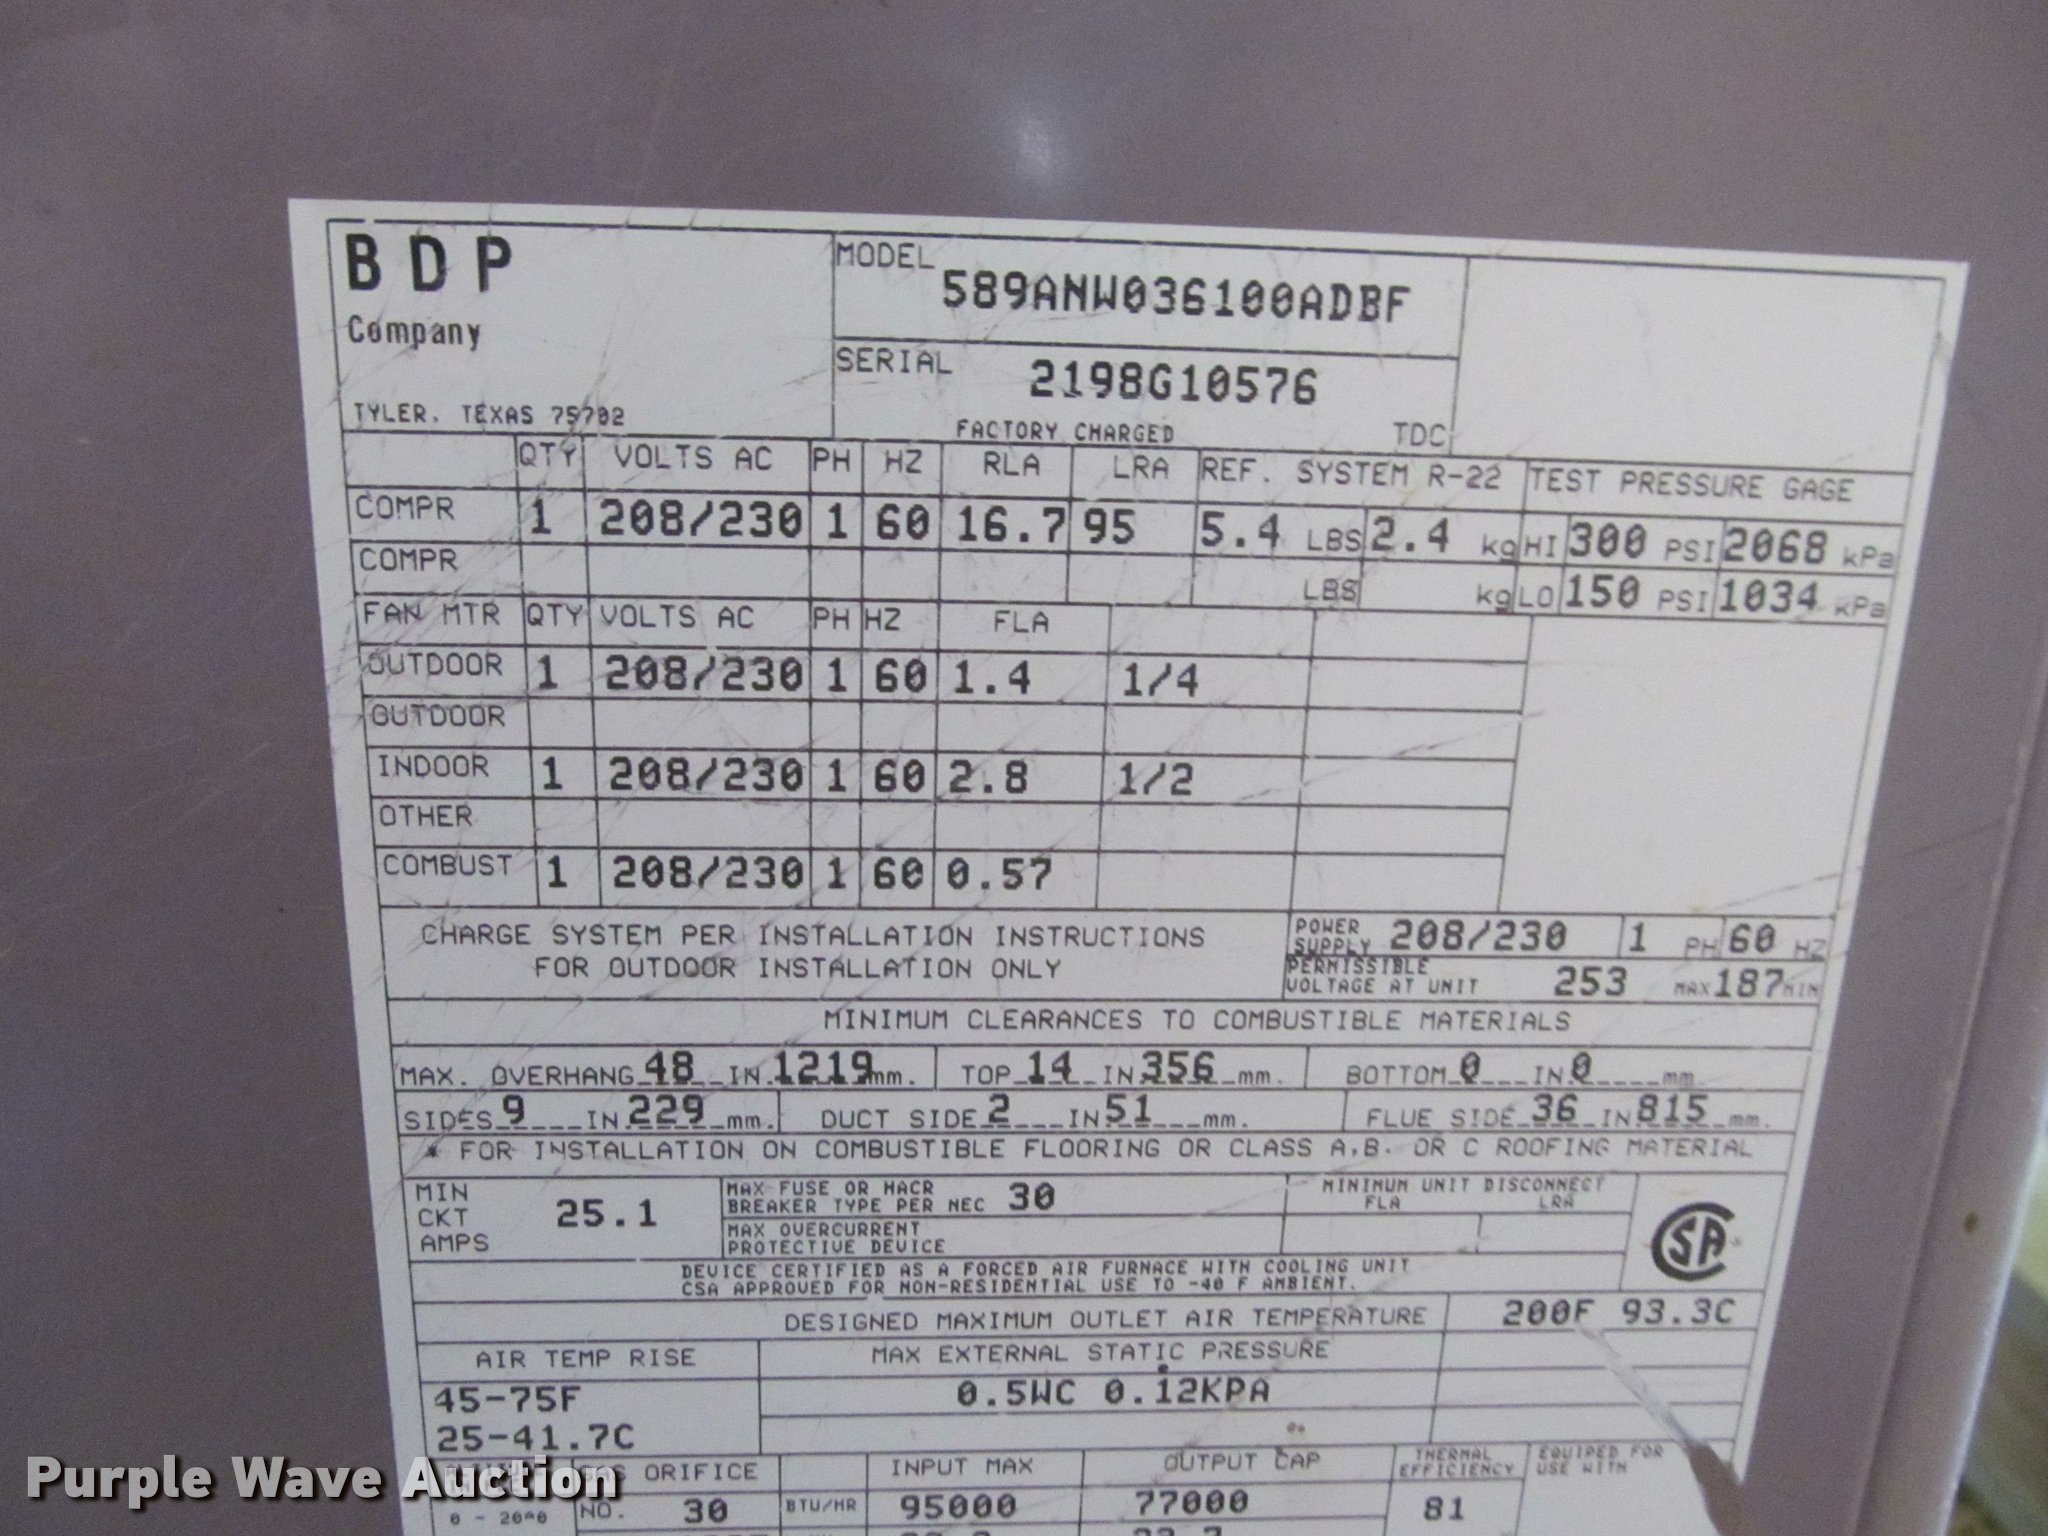 BDP
Company
TYLER, TEXAS 75702
MODEL 589ANW036100ADBF
SERIAL 2198G10576
FACTORY CHARGED TDC
QTY VOLTS AC PH HZ RLA LRA REF. SYSTEM R-22 TEST PRESSURE GAGE
COMPR 1 208/230 1 60 16.7 95 5.4 LBS 2.4 kg HI 300 PSI 2068 kPa
COMPR LBS kg LO 150 PSI 1034 kPa
FAN MTR QTY VOLTS AC PH HZ FLA
OUTDOOR 1 208/230 1 60 1.4 1/4
OUTDOOR
INDOOR 1 208/230 1 60 2.8 1/2
OTHER
COMBUST 1 208/230 1 60 0.57
CHARGE SYSTEM PER INSTALLATION INSTRUCTIONS
FOR OUTDOOR INSTALLATION ONLY
POWER SUPPLY 208/230 1 PH 60 HZ
PERMISSIBLE VOLTAGE AT UNIT 253 MAX 187 MIN
MINIMUM CLEARANCES TO COMBUSTIBLE MATERIALS
MAX. OVERHANG 48 IN. 1219 mm. TOP 14 IN. 356 mm. BOTTOM 0 IN. 0 mm.
SIDES 9 IN. 229 mm. DUCT SIDE 2 IN 51 mm. FLUE SIDE 36 IN 815 mm.
* FOR INSTALLATION ON COMBUSTIBLE FLOORING OR CLASS A,B. OR C ROOFING MATERIAL
MIN
CKT
AMPS
25.1
MAX FUSE OR HACR
BREAKER TYPE PER NEC 30
MAX OVERCURRENT
PROTECTIVE DEVICE
MINIMUM UNIT DISCONNECT
FLA LRA
CSA
DEVICE CERTIFIED AS A FORCED AIR FURNACE WITH COOLING UNIT
CSA APPROVED FOR NON-RESIDENTIAL USE TO -40 F AMBIENT.
DESIGNED MAXIMUM OUTLET AIR TEMPERATURE 200F 93.3C
AIR TEMP RISE MAX EXTERNAL STATIC PRESSURE
45-75F 0.5WC 0.12KPA
25-41.7C
ORIFICE INPUT MAX OUTPUT CAP THERMAL EFFICIENCY EQUIPED FOR USE WITH
NO. 30 BTU/HR 95000 77000 81
Purple Wave Auction